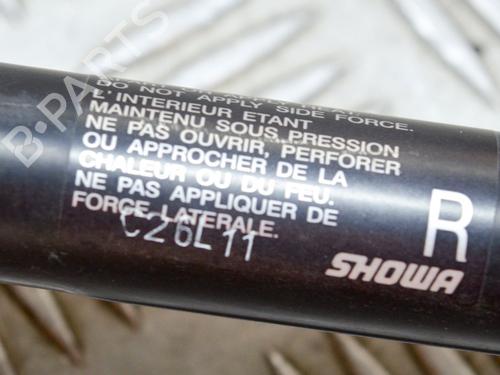 DO NOT APPLY SIDE FORCE.
L'INTERIEUR ETANT
MAINTENU SOUS PRESSION
NE PAS OUVRIR, PERFORER
OU APPROCHER DE LA
CHALEUR OU DU FEU.
NE PAS APPLIQUER DE
FORCE LATERALE.
C26L11
R
SHOWA
B-PARTS